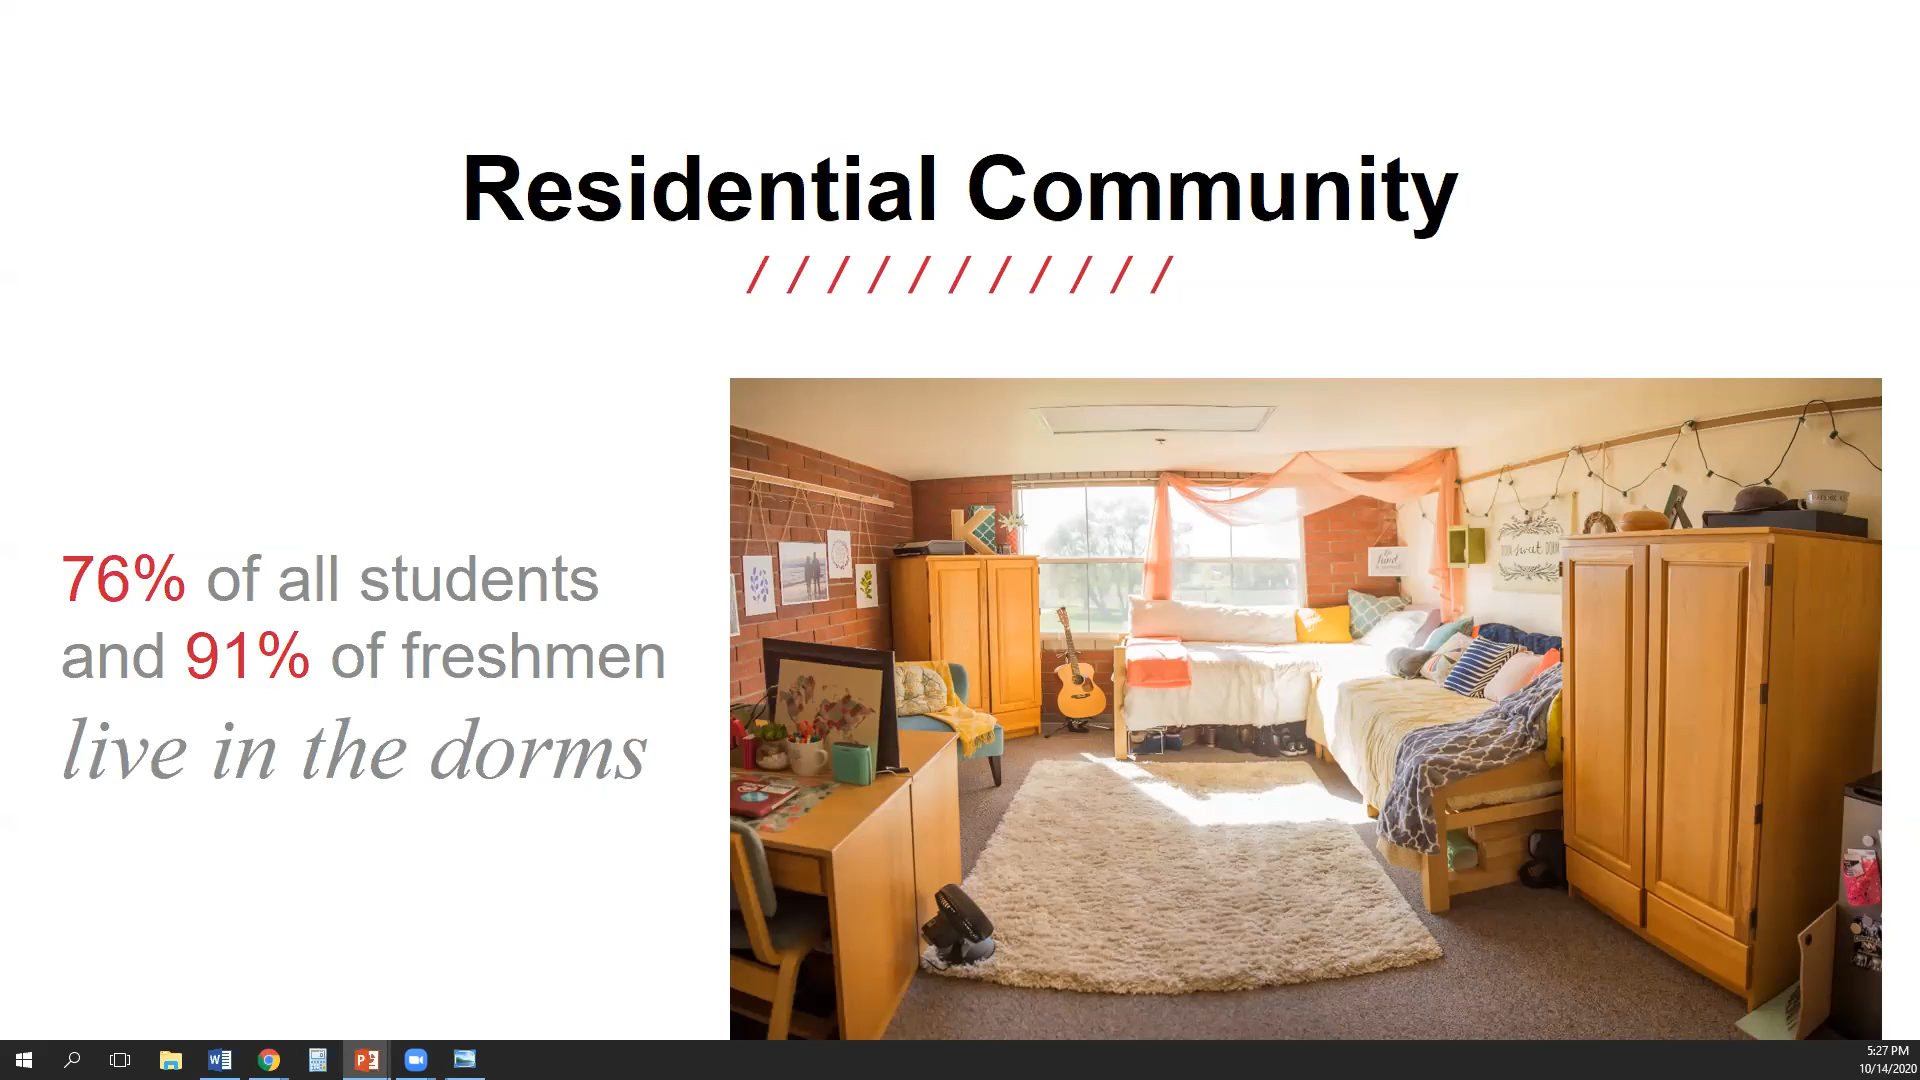 Residential Community
/ / / / / / / / / / /
76% of all students
and 91% of freshmen
live in the dorms
K
sweet
5:27 PM
10/14/2020